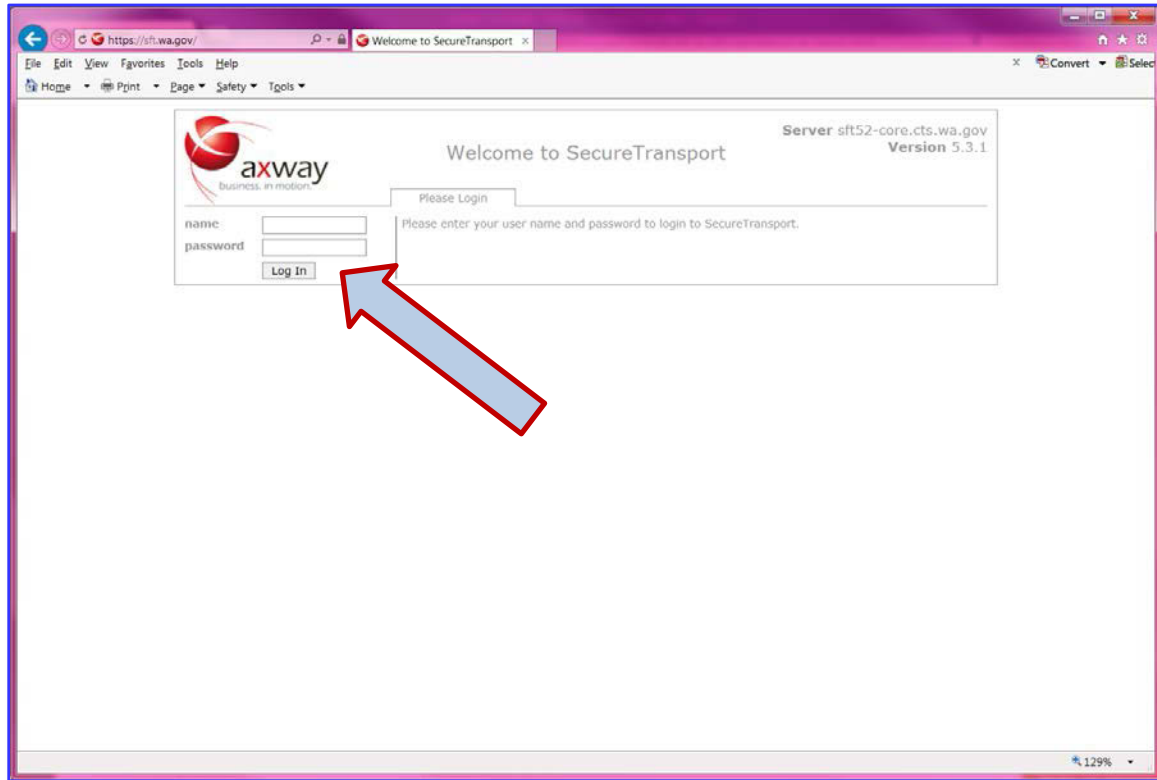 https://sft.wa.gov/
Welcome to SecureTransport ×
File Edit View Favorites Tools Help
x Convert Selec
Home Print Page Safety Tools
axway
business. in motion.
Welcome to SecureTransport
Server sft52-core.cts.wa.gov
Version 5.3.1
Please Login
name
password
Log In
Please enter your user name and password to login to SecureTransport.
129%